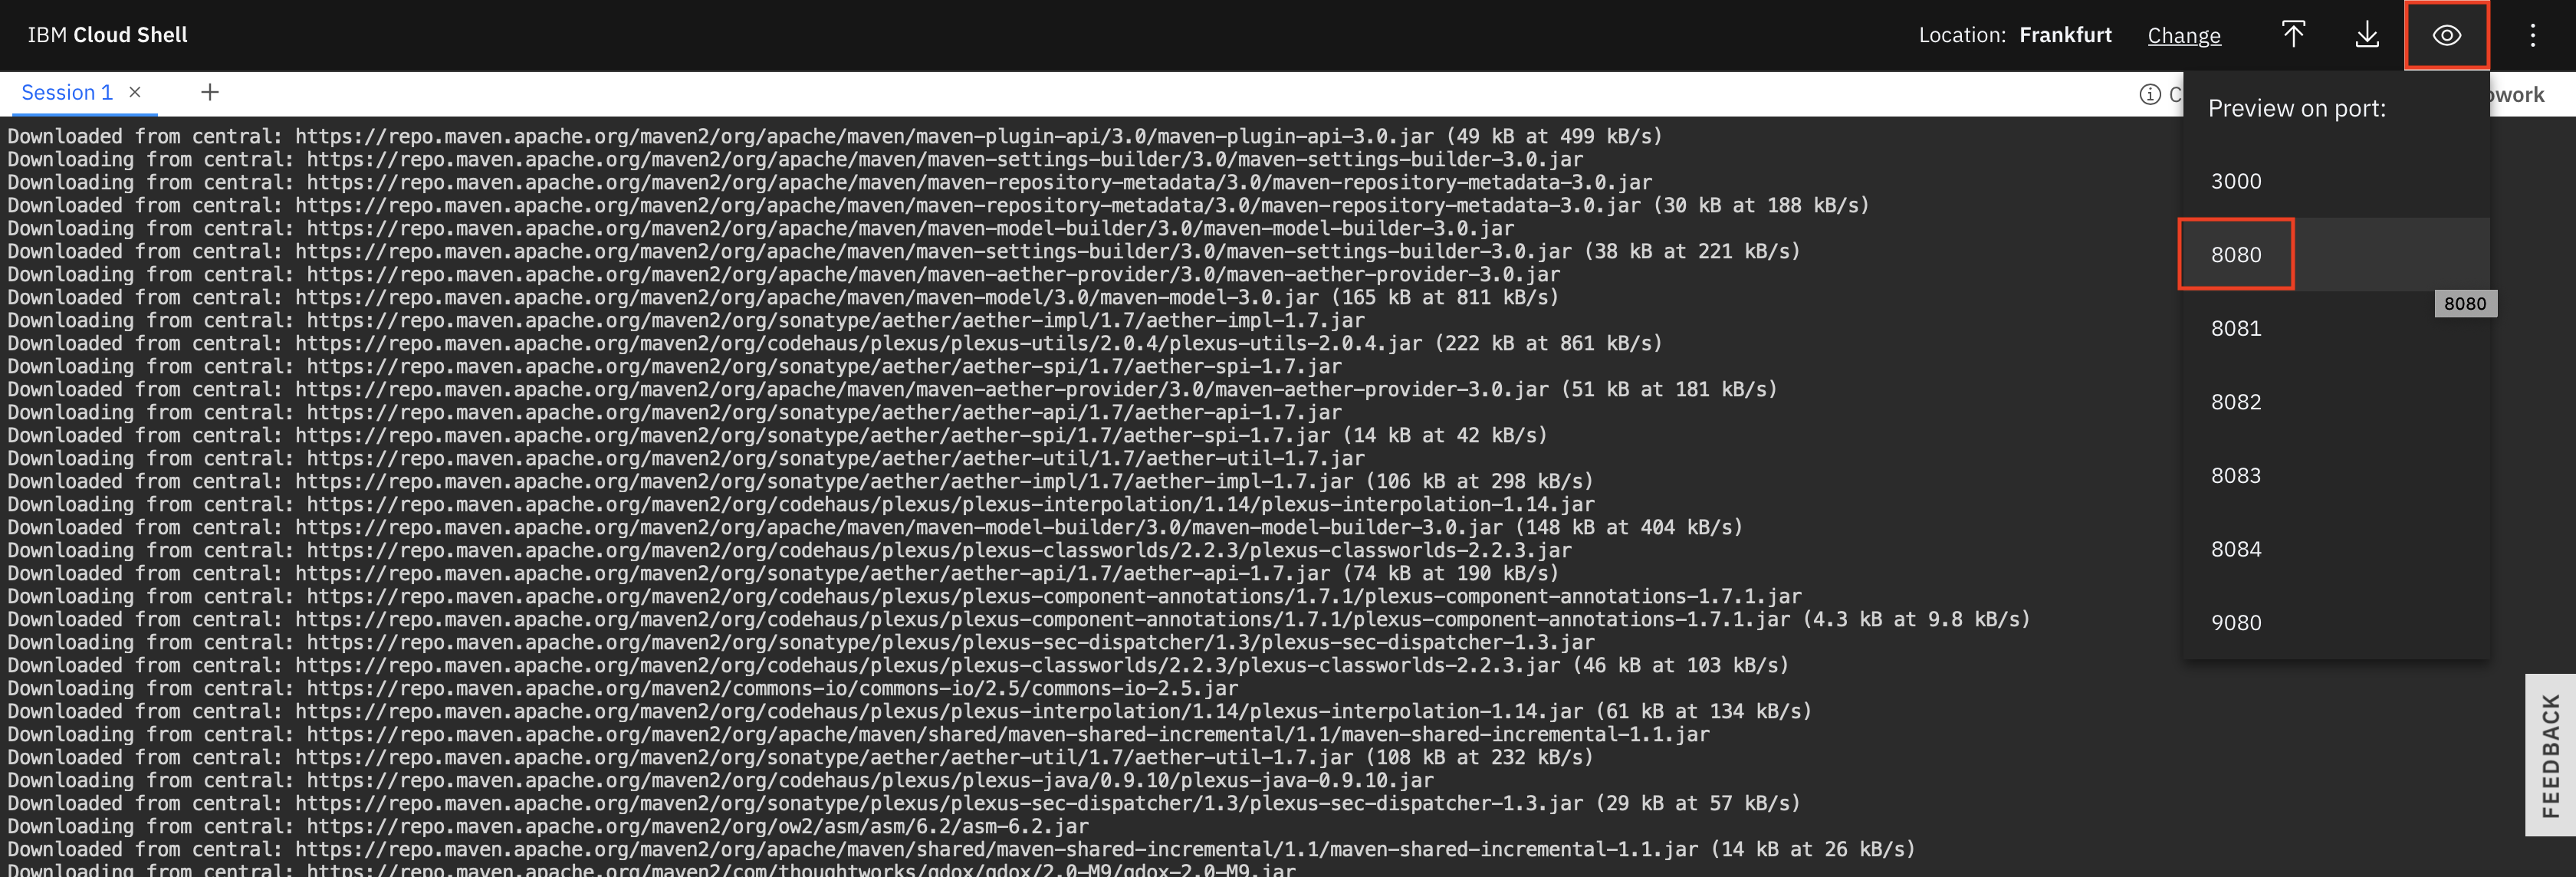 IBM Cloud Shell
Location: Frankfurt Change
Session 1 × +
Preview on port:
3000
8080
8080
8081
8082
8083
8084
9080
Downloaded from central: https://repo.maven.apache.org/maven2/org/apache/maven/maven-plugin-api/3.0/maven-plugin-api-3.0.jar (49 kB at 499 kB/s)
Downloading from central: https://repo.maven.apache.org/maven2/org/apache/maven/maven-settings-builder/3.0/maven-settings-builder-3.0.jar
Downloading from central: https://repo.maven.apache.org/maven2/org/apache/maven/maven-repository-metadata/3.0/maven-repository-metadata-3.0.jar
Downloaded from central: https://repo.maven.apache.org/maven2/org/apache/maven/maven-repository-metadata/3.0/maven-repository-metadata-3.0.jar (30 kB at 188 kB/s)
Downloading from central: https://repo.maven.apache.org/maven2/org/apache/maven/maven-model-builder/3.0/maven-model-builder-3.0.jar
Downloaded from central: https://repo.maven.apache.org/maven2/org/apache/maven/maven-settings-builder/3.0/maven-settings-builder-3.0.jar (38 kB at 221 kB/s)
Downloading from central: https://repo.maven.apache.org/maven2/org/apache/maven/maven-aether-provider/3.0/maven-aether-provider-3.0.jar
Downloaded from central: https://repo.maven.apache.org/maven2/org/apache/maven/maven-model/3.0/maven-model-3.0.jar (165 kB at 811 kB/s)
Downloading from central: https://repo.maven.apache.org/maven2/org/sonatype/aether/aether-impl/1.7/aether-impl-1.7.jar
Downloaded from central: https://repo.maven.apache.org/maven2/org/codehaus/plexus/plexus-utils/2.0.4/plexus-utils-2.0.4.jar (222 kB at 861 kB/s)
Downloading from central: https://repo.maven.apache.org/maven2/org/sonatype/aether/aether-spi/1.7/aether-spi-1.7.jar
Downloaded from central: https://repo.maven.apache.org/maven2/org/apache/maven/maven-aether-provider/3.0/maven-aether-provider-3.0.jar (51 kB at 181 kB/s)
Downloading from central: https://repo.maven.apache.org/maven2/org/sonatype/aether/aether-api/1.7/aether-api-1.7.jar
Downloaded from central: https://repo.maven.apache.org/maven2/org/sonatype/aether/aether-spi/1.7/aether-spi-1.7.jar (14 kB at 42 kB/s)
Downloading from central: https://repo.maven.apache.org/maven2/org/sonatype/aether/aether-util/1.7/aether-util-1.7.jar
Downloaded from central: https://repo.maven.apache.org/maven2/org/sonatype/aether/aether-impl/1.7/aether-impl-1.7.jar (106 kB at 298 kB/s)
Downloading from central: https://repo.maven.apache.org/maven2/org/codehaus/plexus/plexus-interpolation/1.14/plexus-interpolation-1.14.jar
Downloaded from central: https://repo.maven.apache.org/maven2/org/apache/maven/maven-model-builder/3.0/maven-model-builder-3.0.jar (148 kB at 404 kB/s)
Downloading from central: https://repo.maven.apache.org/maven2/org/codehaus/plexus/plexus-classworlds/2.2.3/plexus-classworlds-2.2.3.jar
Downloaded from central: https://repo.maven.apache.org/maven2/org/sonatype/aether/aether-api/1.7/aether-api-1.7.jar (74 kB at 190 kB/s)
Downloading from central: https://repo.maven.apache.org/maven2/org/codehaus/plexus/plexus-component-annotations/1.7.1/plexus-component-annotations-1.7.1.jar
Downloaded from central: https://repo.maven.apache.org/maven2/org/codehaus/plexus/plexus-component-annotations/1.7.1/plexus-component-annotations-1.7.1.jar (4.3 kB at 9.8 kB/s)
Downloading from central: https://repo.maven.apache.org/maven2/org/sonatype/plexus/plexus-sec-dispatcher/1.3/plexus-sec-dispatcher-1.3.jar
Downloaded from central: https://repo.maven.apache.org/maven2/org/codehaus/plexus/plexus-classworlds/2.2.3/plexus-classworlds-2.2.3.jar (46 kB at 103 kB/s)
Downloading from central: https://repo.maven.apache.org/maven2/commons-io/commons-io/2.5/commons-io-2.5.jar
Downloaded from central: https://repo.maven.apache.org/maven2/org/codehaus/plexus/plexus-interpolation/1.14/plexus-interpolation-1.14.jar (61 kB at 134 kB/s)
Downloading from central: https://repo.maven.apache.org/maven2/org/apache/maven/shared/maven-shared-incremental/1.1/maven-shared-incremental-1.1.jar
Downloaded from central: https://repo.maven.apache.org/maven2/org/sonatype/aether/aether-util/1.7/aether-util-1.7.jar (108 kB at 232 kB/s)
Downloading from central: https://repo.maven.apache.org/maven2/org/codehaus/plexus/plexus-java/0.9.10/plexus-java-0.9.10.jar
Downloaded from central: https://repo.maven.apache.org/maven2/org/sonatype/plexus/plexus-sec-dispatcher/1.3/plexus-sec-dispatcher-1.3.jar (29 kB at 57 kB/s)
Downloading from central: https://repo.maven.apache.org/maven2/org/ow2/asm/asm/6.2/asm-6.2.jar
Downloaded from central: https://repo.maven.apache.org/maven2/org/apache/maven/shared/maven-shared-incremental/1.1/maven-shared-incremental-1.1.jar (14 kB at 26 kB/s)
Downloading from central: https://repo.maven.apache.org/maven2/com/thoughtworks/qdox/qdox/2.0-M9/qdox-2.0-M9.jar
FEEDBACK